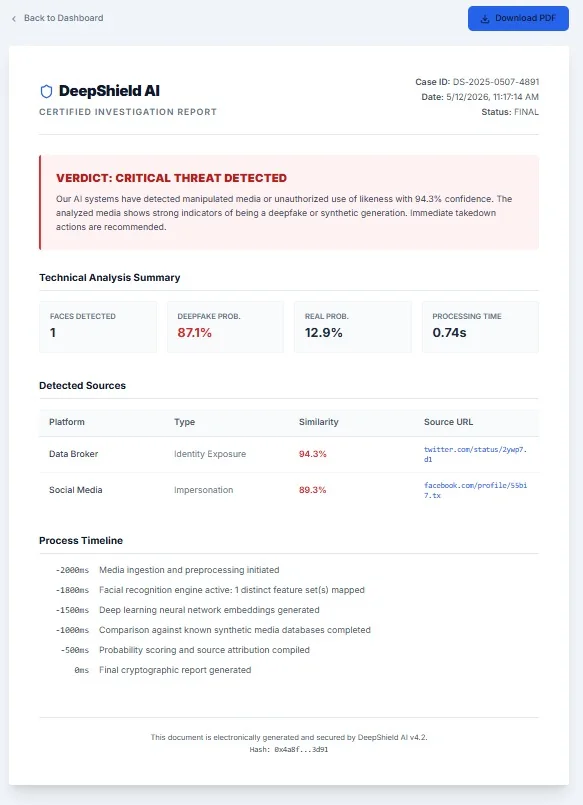 Back to Dashboard
Download PDF
DeepShield AI
CERTIFIED INVESTIGATION REPORT
Case ID: DS-2025-0507-4891
Date: 5/12/2026, 11:17:14 AM
Status: FINAL
VERDICT: CRITICAL THREAT DETECTED
Our AI systems have detected manipulated media or unauthorized use of likeness with 94.3% confidence. The
analyzed media shows strong indicators of being a deepfake or synthetic generation. Immediate takedown
actions are recommended.
Technical Analysis Summary
FACES DETECTED
1
DEEPFAKE PROB.
87.1%
REAL PROB.
12.9%
PROCESSING TIME
0.74s
Detected Sources
Platform Type Similarity Source URL
Data Broker Identity Exposure 94.3% twitter.com/status/2ywp7.
d1
Social Media Impersonation 89.3% facebook.com/profile/55bi
7.tx
Process Timeline
-2000ms Media ingestion and preprocessing initiated
-1800ms Facial recognition engine active: 1 distinct feature set(s) mapped
-1500ms Deep learning neural network embeddings generated
-1000ms Comparison against known synthetic media databases completed
-500ms Probability scoring and source attribution compiled
0ms Final cryptographic report generated
This document is electronically generated and secured by DeepShield AI v4.2.
Hash: 0x4a8f...3d91